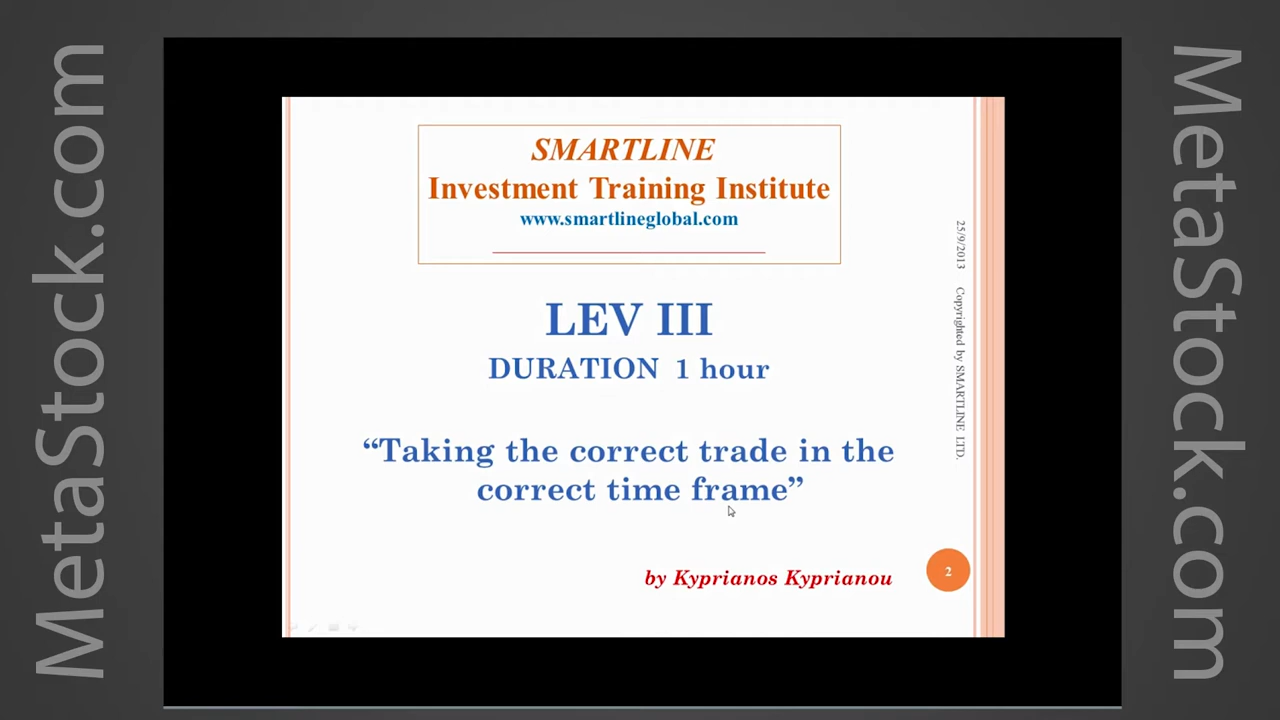 MetaStock.com
SMARTLINE
Investment Training Institute
www.smartlineglobal.com
LEV III
DURATION 1 hour
“Taking the correct trade in the
correct time frame”
by Kyprianos Kyprianou
2
25/9/2013 Copyrighted by SMARTLINE LTD.
MetaStock.com